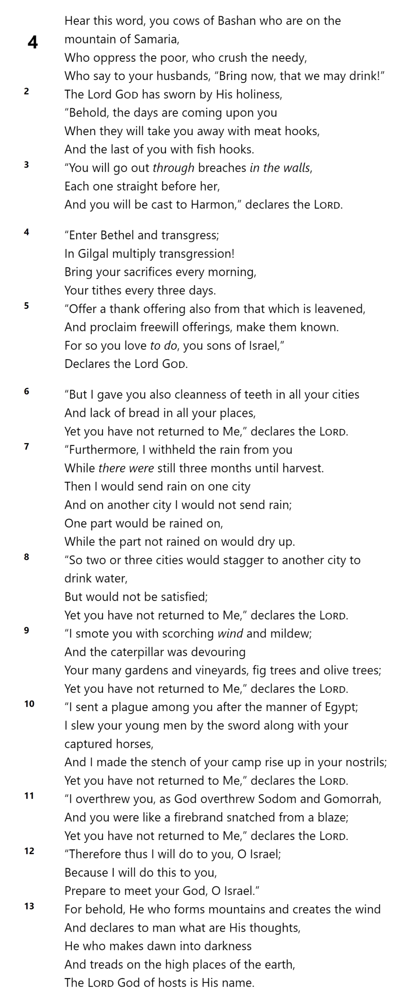 Hear this word, you cows of Bashan who are on the
4 mountain of Samaria,
Who oppress the poor, who crush the needy,
Who say to your husbands, “Bring now, that we may drink!”
2 The Lord GOD has sworn by His holiness,
“Behold, the days are coming upon you
When they will take you away with meat hooks,
And the last of you with fish hooks.
3 “You will go out through breaches in the walls,
Each one straight before her,
And you will be cast to Harmon,” declares the LORD.
4 “Enter Bethel and transgress;
In Gilgal multiply transgression!
Bring your sacrifices every morning,
Your tithes every three days.
5 “Offer a thank offering also from that which is leavened,
And proclaim freewill offerings, make them known.
For so you love to do, you sons of Israel,”
Declares the Lord GOD.
6 “But I gave you also cleanness of teeth in all your cities
And lack of bread in all your places,
Yet you have not returned to Me,” declares the LORD.
7 “Furthermore, I withheld the rain from you
While there were still three months until harvest.
Then I would send rain on one city
And on another city I would not send rain;
One part would be rained on,
While the part not rained on would dry up.
8 “So two or three cities would stagger to another city to
drink water,
But would not be satisfied;
Yet you have not returned to Me,” declares the LORD.
9 “I smote you with scorching wind and mildew;
And the caterpillar was devouring
Your many gardens and vineyards, fig trees and olive trees;
Yet you have not returned to Me,” declares the LORD.
10 “I sent a plague among you after the manner of Egypt;
I slew your young men by the sword along with your
captured horses,
And I made the stench of your camp rise up in your nostrils;
Yet you have not returned to Me,” declares the LORD.
11 “I overthrew you, as God overthrew Sodom and Gomorrah,
And you were like a firebrand snatched from a blaze;
Yet you have not returned to Me,” declares the LORD.
12 “Therefore thus I will do to you, O Israel;
Because I will do this to you,
Prepare to meet your God, O Israel.”
13 For behold, He who forms mountains and creates the wind
And declares to man what are His thoughts,
He who makes dawn into darkness
And treads on the high places of the earth,
The LORD God of hosts is His name.